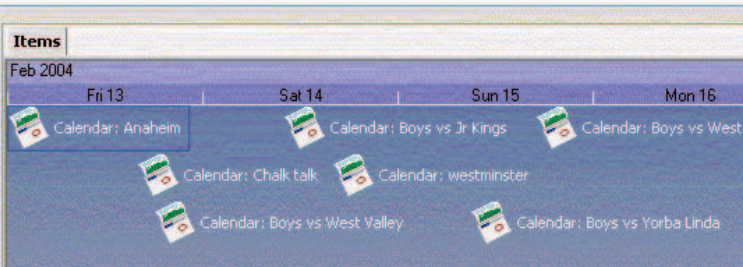 Items
Feb 2004
Fri 13 Sat 14 Sun 15 Mon 16
Calendar: Anaheim Calendar: Boys vs Jr Kings Calendar: Boys vs West
Calendar: Chalk talk Calendar: westminster
Calendar: Boys vs West Valley Calendar: Boys vs Yorba Linda